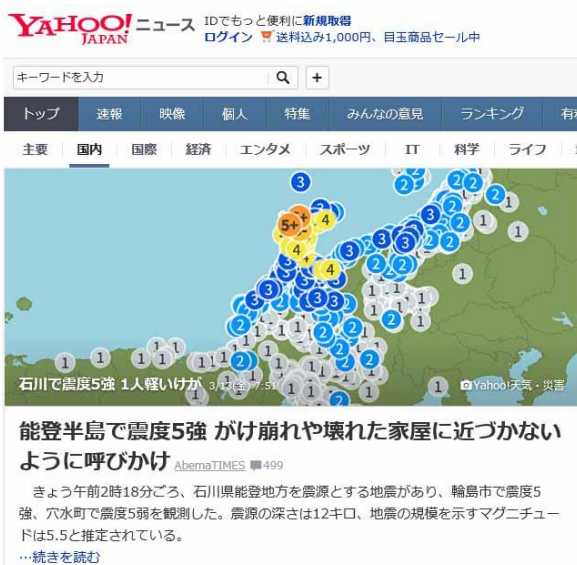 YAHOO! ニュース
JAPAN
IDでもっと便利に新規取得
ログイン 送料込み1,000円、目玉商品セール中
キーワードを入力
+
トップ 速報 映像 個人 特集 みんなの意見 ランキング
主要 国内 国際 経済 エンタメ スポーツ IT 科学 ライフ
石川で震度5強 1人軽いけが 3/13(金) 7:51
Yahoo!天気・災害
能登半島で震度5強 がけ崩れや壊れた家屋に近づかない
ように呼びかけ AbemaTIMES 499
きょう午前2時18分ごろ、石川県能登地方を震源とする地震があり、輪島市で震度5
強、穴水町で震度5弱を観測した。震源の深さは12キロ、地震の規模を示すマグニチュー
ドは5.5と推定されている。
…続きを読む